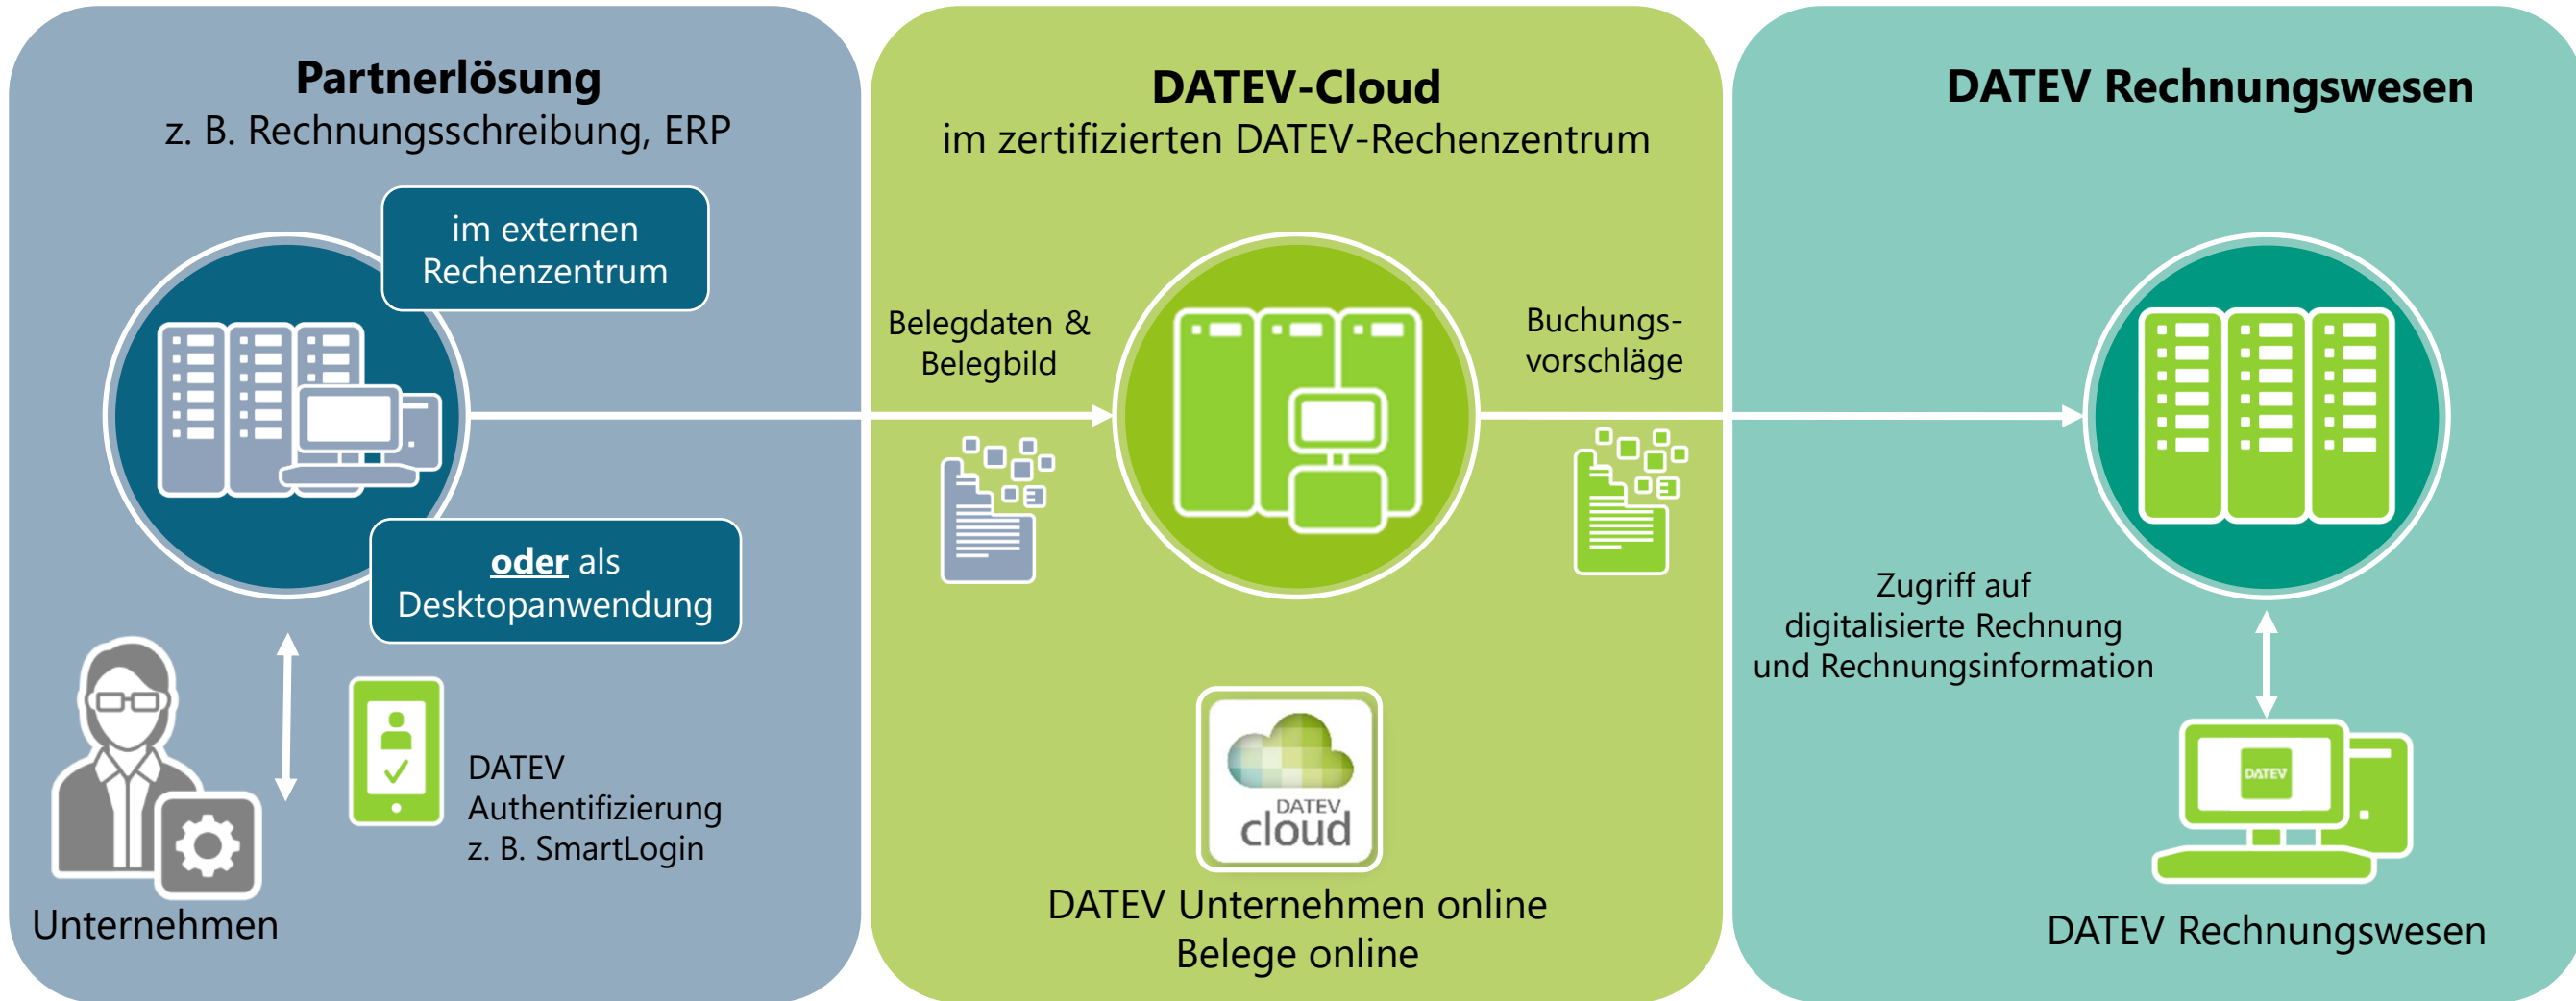 Partnerlösung
z. B. Rechnungsschreibung, ERP
im externen
Rechenzentrum
oder als
Desktopanwendung
DATEV
Authentifizierung
z. B. SmartLogin
Unternehmen
DATEV-Cloud
im zertifizierten DATEV-Rechenzentrum
Belegdaten &
Belegbild
Buchungs-
vorschläge
DATEV
cloud
DATEV Unternehmen online
Belege online
DATEV Rechnungswesen
Zugriff auf
digitalisierte Rechnung
und Rechnungsinformation
DATEV
DATEV Rechnungswesen